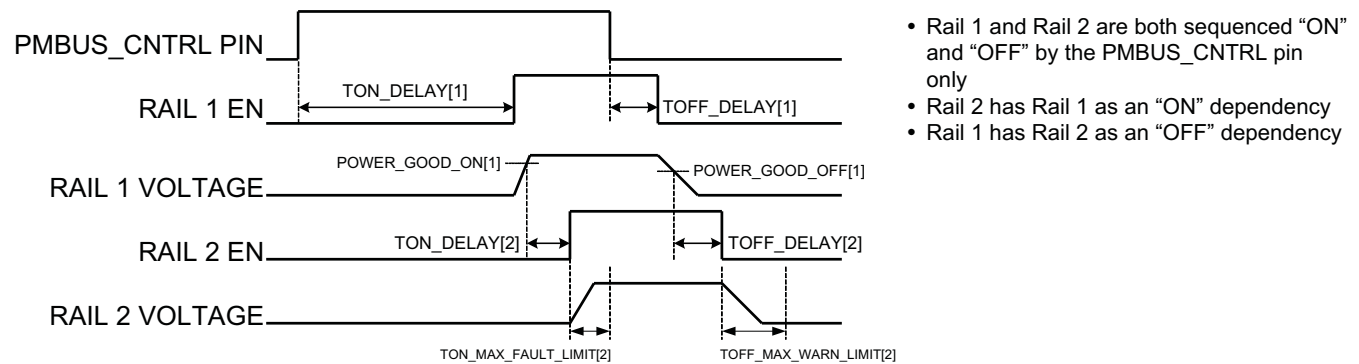 PMBUS_CNTRL PIN
RAIL 1 EN
TON_DELAY[1]
TOFF_DELAY[1]
RAIL 1 VOLTAGE
POWER_GOOD_ON[1]
POWER_GOOD_OFF[1]
RAIL 2 EN
TON_DELAY[2]
TOFF_DELAY[2]
RAIL 2 VOLTAGE
TON_MAX_FAULT_LIMIT[2]
TOFF_MAX_WARN_LIMIT[2]
• Rail 1 and Rail 2 are both sequenced “ON”
and “OFF” by the PMBUS_CNTRL pin
only
• Rail 2 has Rail 1 as an “ON” dependency
• Rail 1 has Rail 2 as an “OFF” dependency